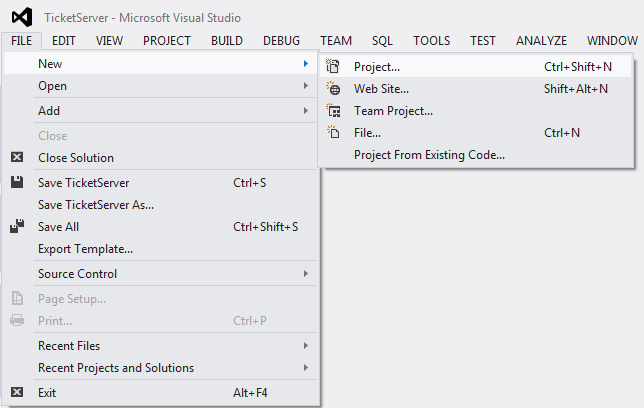 TicketServer - Microsoft Visual Studio
FILE EDIT VIEW PROJECT BUILD DEBUG TEAM SQL TOOLS TEST ANALYZE WINDOW
New
Open
Add
Close
Close Solution
Save TicketServer Ctrl+S
Save TicketServer As...
Save All Ctrl+Shift+S
Export Template...
Source Control
Page Setup...
Print... Ctrl+P
Recent Files
Recent Projects and Solutions
Exit Alt+F4
Project... Ctrl+Shift+N
Web Site... Shift+Alt+N
Team Project...
File... Ctrl+N
Project From Existing Code...